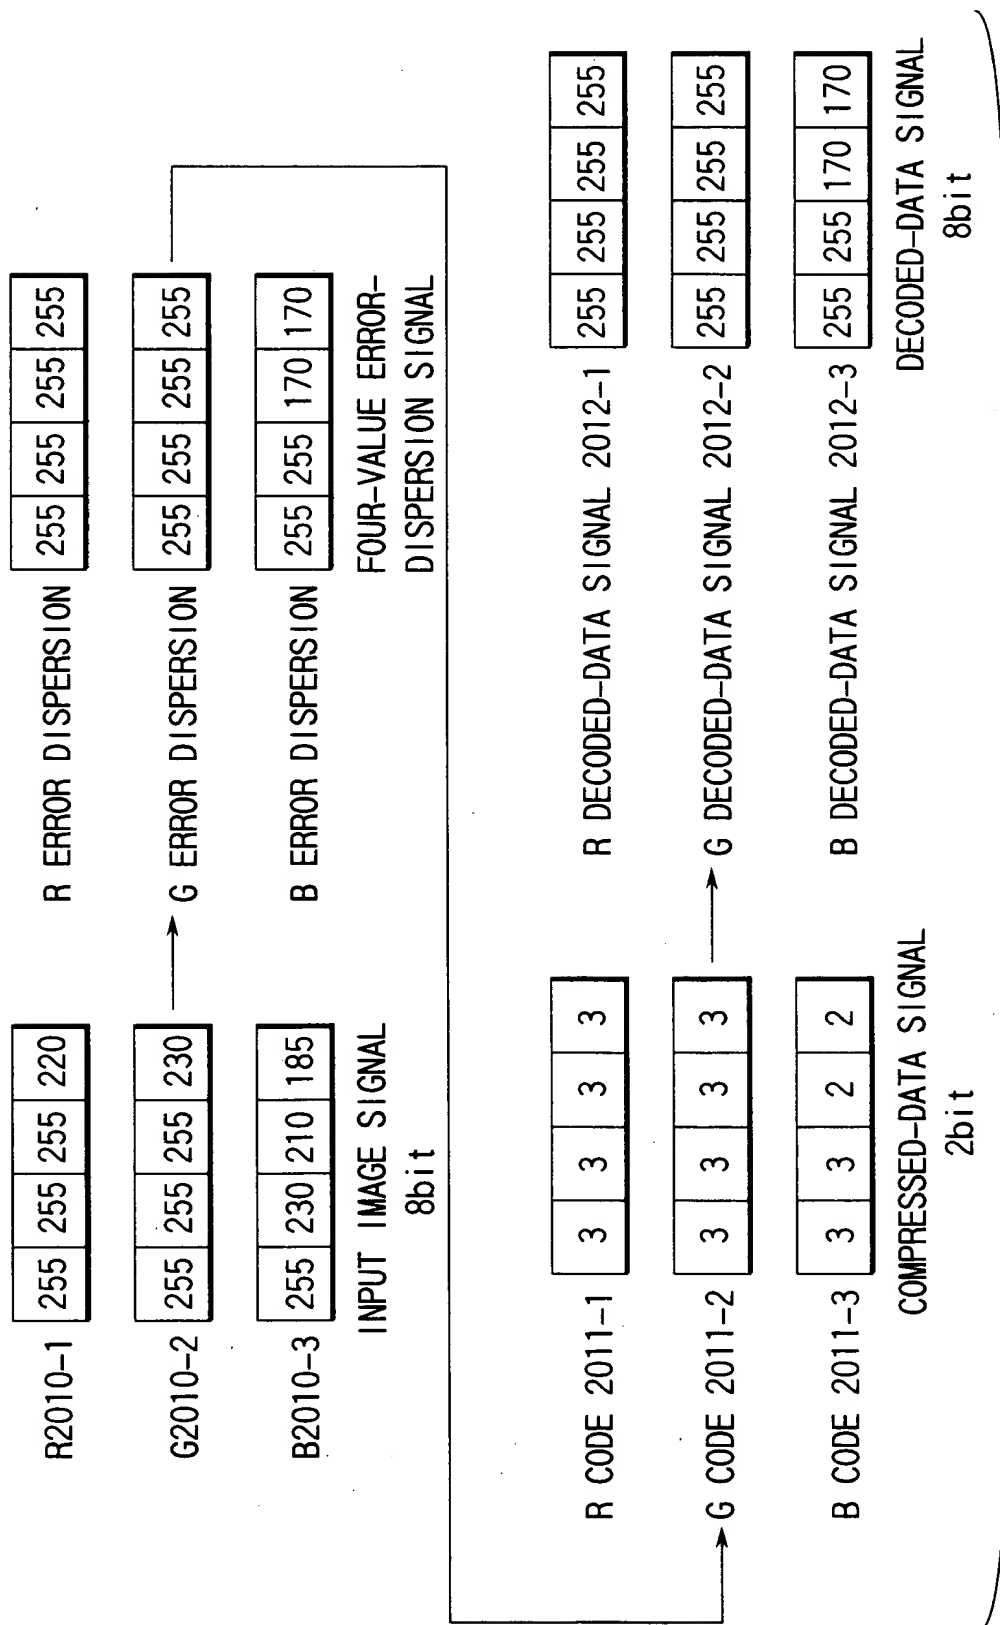 R2010-1 255 255 255 220
G2010-2 255 255 255 230
B2010-3 255 230 210 185
INPUT IMAGE SIGNAL
8bit
R ERROR DISPERSION 255 255 255 255
G ERROR DISPERSION 255 255 255 255
B ERROR DISPERSION 255 255 170 170
FOUR-VALUE ERROR-
DISPERSION SIGNAL
R CODE 2011-1 3 3 3 3
G CODE 2011-2 3 3 3 3
B CODE 2011-3 3 3 2 2
COMPRESSED-DATA SIGNAL
2bit
R DECODED-DATA SIGNAL 2012-1 255 255 255 255
G DECODED-DATA SIGNAL 2012-2 255 255 255 255
B DECODED-DATA SIGNAL 2012-3 255 255 170 170
DECODED-DATA SIGNAL
8bit